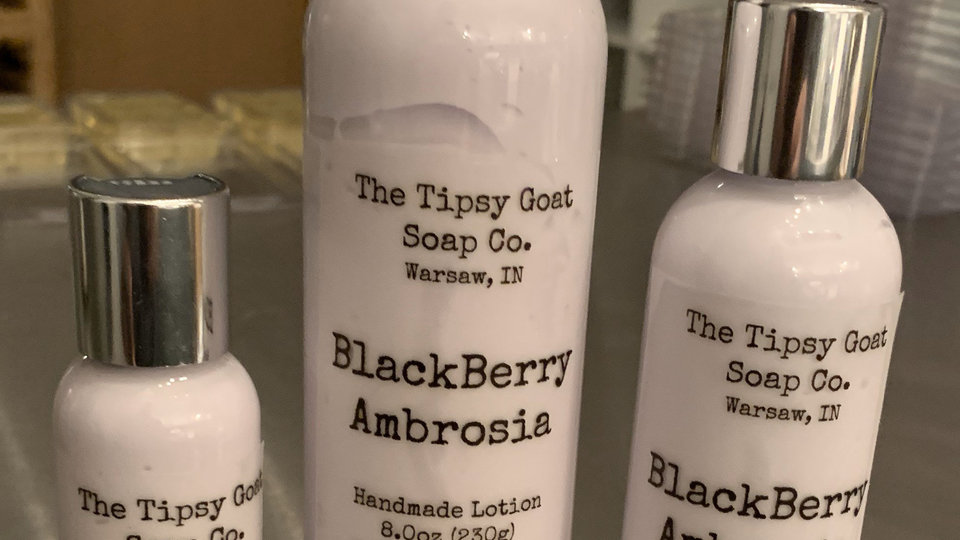 The Tipsy Goat
Soap Co.
Warsaw, IN
BlackBerry
Ambrosia
Handmade Lotion
8.0oz (230g)
The Tipsy Goat
Soap Co.
Warsaw, IN
BlackBerry
The Tipsy Goat
Soap Co.